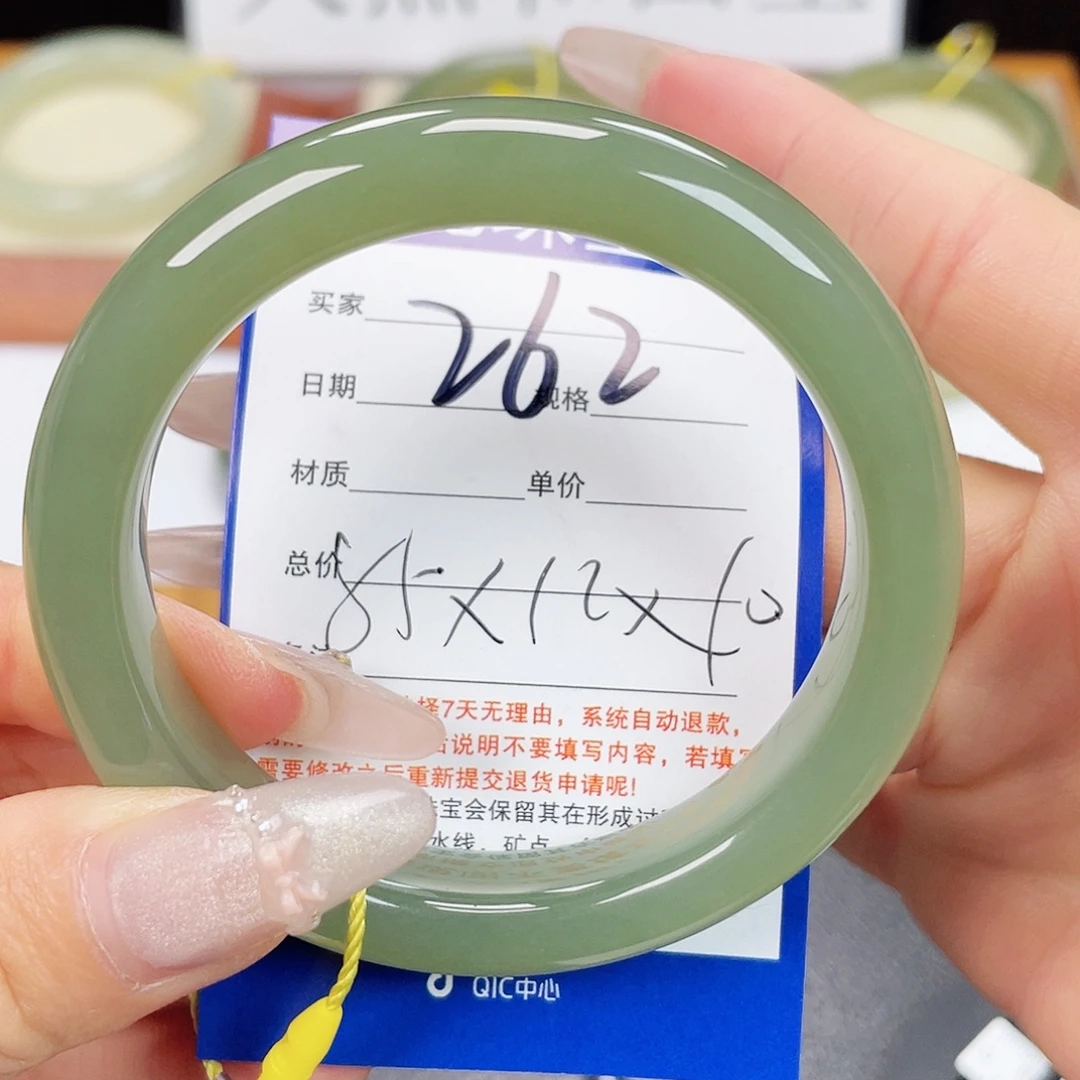 262
买家
日期 规格
材质 单价
总价 85×12×10
择7天无理由，系统自动退款，
说明不要填写内容，若填写
需要修改之后重新提交退货申请呢!
宝会保留其在形成过
水线，矿点
QIC中心